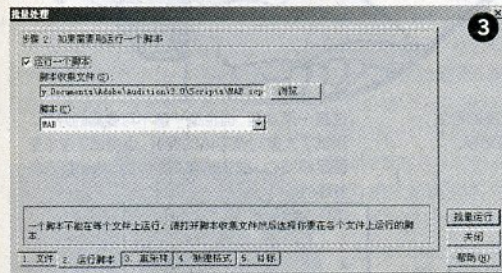 批量处理
3
步骤 2: 如果需要则运行一个脚本
运行一个脚本:
脚本收集文件(C):
y Documents\Adobe\Audition\3.0\Scripts\MAB.scp
浏览...
脚本(C)
MAB
一个脚本不能在每个文件上运行，请打开脚本收集文件然后选择你要在各个文件上运行的脚
本
批量运行
关闭
帮助(H)
1. 文件 2. 运行脚本 3. 重采样 4. 新建格式 5. 目标